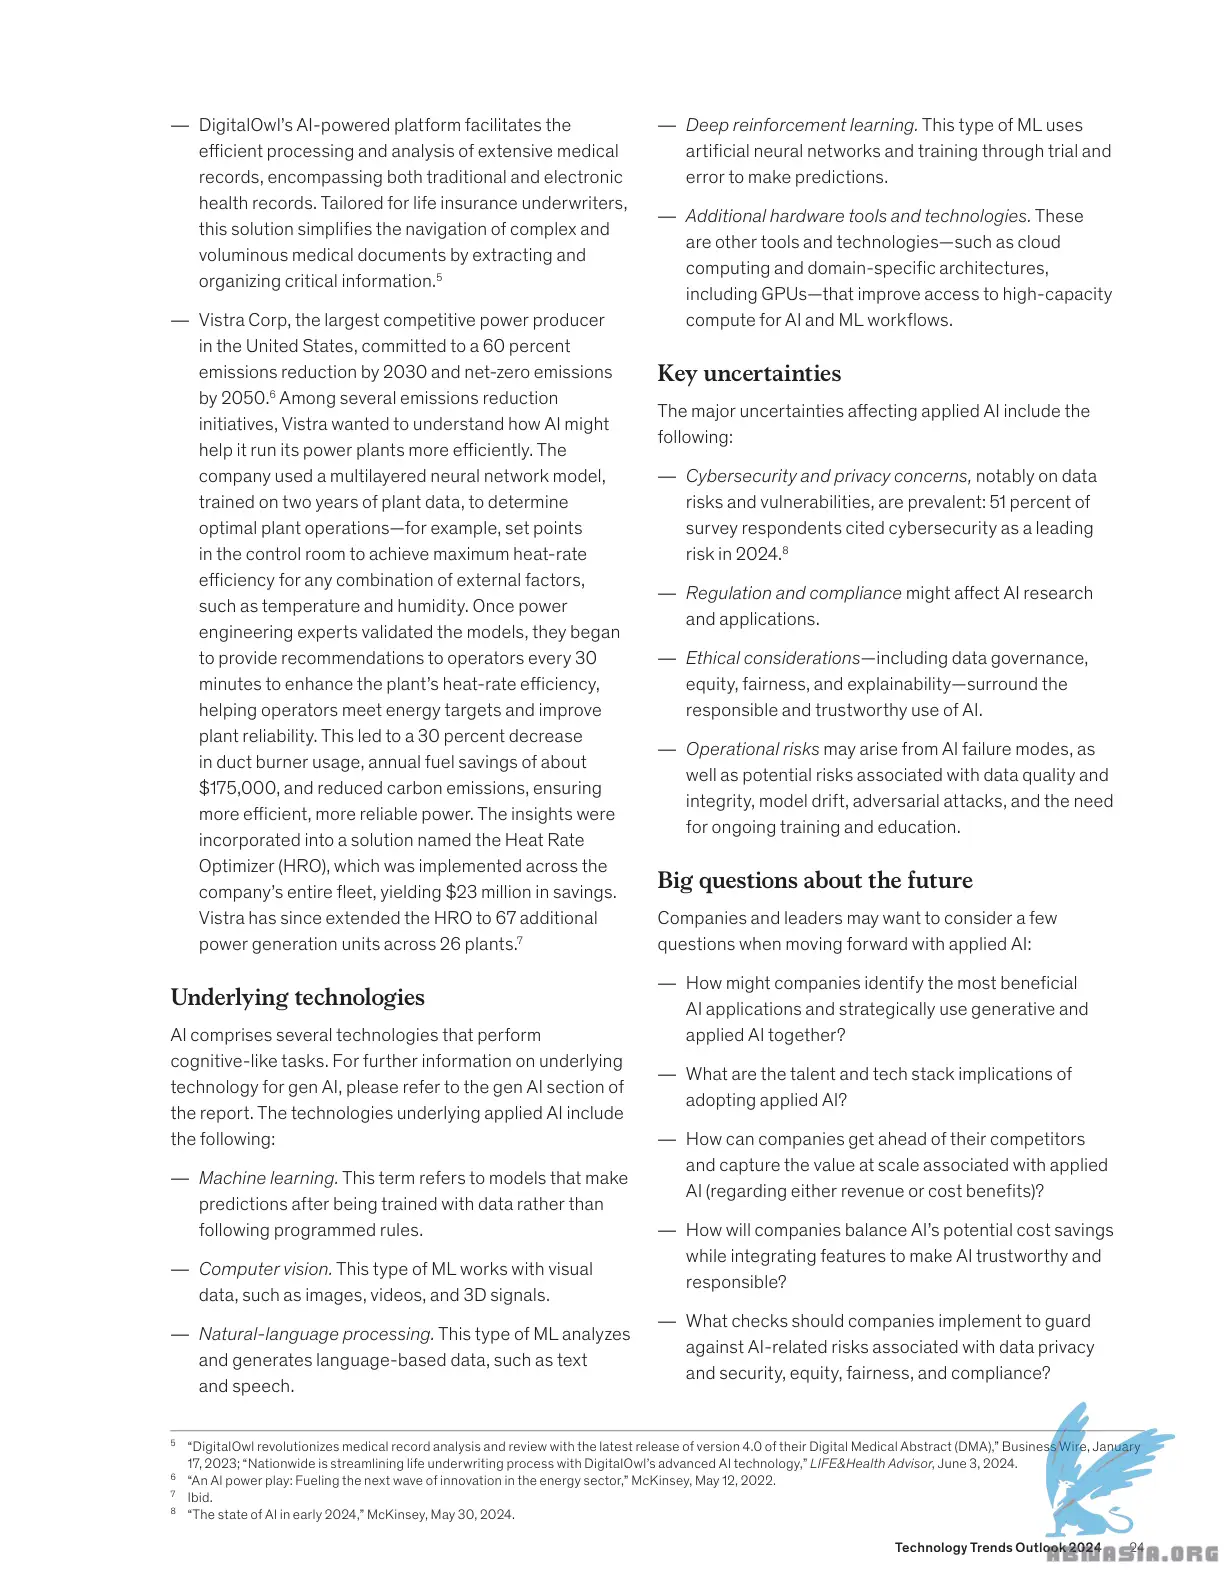 — DigitalOwl’s AI-powered platform facilitates the
efficient processing and analysis of extensive medical
records, encompassing both traditional and electronic
health records. Tailored for life insurance underwriters,
this solution simplifies the navigation of complex and
voluminous medical documents by extracting and
organizing critical information.5
— Vistra Corp, the largest competitive power producer
in the United States, committed to a 60 percent
emissions reduction by 2030 and net-zero emissions
by 2050.6 Among several emissions reduction
initiatives, Vistra wanted to understand how AI might
help it run its power plants more efficiently. The
company used a multilayered neural network model,
trained on two years of plant data, to determine
optimal plant operations—for example, set points
in the control room to achieve maximum heat-rate
efficiency for any combination of external factors,
such as temperature and humidity. Once power
engineering experts validated the models, they began
to provide recommendations to operators every 30
minutes to enhance the plant’s heat-rate efficiency,
helping operators meet energy targets and improve
plant reliability. This led to a 30 percent decrease
in duct burner usage, annual fuel savings of about
$175,000, and reduced carbon emissions, ensuring
more efficient, more reliable power. The insights were
incorporated into a solution named the Heat Rate
Optimizer (HRO), which was implemented across the
company’s entire fleet, yielding $23 million in savings.
Vistra has since extended the HRO to 67 additional
power generation units across 26 plants.7
Underlying technologies
AI comprises several technologies that perform
cognitive-like tasks. For further information on underlying
technology for gen AI, please refer to the gen AI section of
the report. The technologies underlying applied AI include
the following:
— Machine learning. This term refers to models that make
predictions after being trained with data rather than
following programmed rules.
— Computer vision. This type of ML works with visual
data, such as images, videos, and 3D signals.
— Natural-language processing. This type of ML analyzes
and generates language-based data, such as text
and speech.
— Deep reinforcement learning. This type of ML uses
artificial neural networks and training through trial and
error to make predictions.
— Additional hardware tools and technologies. These
are other tools and technologies—such as cloud
computing and domain-specific architectures,
including GPUs—that improve access to high-capacity
compute for AI and ML workflows.
Key uncertainties
The major uncertainties affecting applied AI include the
following:
— Cybersecurity and privacy concerns, notably on data
risks and vulnerabilities, are prevalent: 51 percent of
survey respondents cited cybersecurity as a leading
risk in 2024.8
— Regulation and compliance might affect AI research
and applications.
— Ethical considerations—including data governance,
equity, fairness, and explainability—surround the
responsible and trustworthy use of AI.
— Operational risks may arise from AI failure modes, as
well as potential risks associated with data quality and
integrity, model drift, adversarial attacks, and the need
for ongoing training and education.
Big questions about the future
Companies and leaders may want to consider a few
questions when moving forward with applied AI:
— How might companies identify the most beneficial
AI applications and strategically use generative and
applied AI together?
— What are the talent and tech stack implications of
adopting applied AI?
— How can companies get ahead of their competitors
and capture the value at scale associated with applied
AI (regarding either revenue or cost benefits)?
— How will companies balance AI’s potential cost savings
while integrating features to make AI trustworthy and
responsible?
— What checks should companies implement to guard
against AI-related risks associated with data privacy
and security, equity, fairness, and compliance?
5 “DigitalOwl revolutionizes medical record analysis and review with the latest release of version 4.0 of their Digital Medical Abstract (DMA),” Business Wire, January
17, 2023; “Nationwide is streamlining life underwriting process with DigitalOwl’s advanced AI technology,” LIFE&Health Advisor, June 3, 2024.
6 “An AI power play: Fueling the next wave of innovation in the energy sector,” McKinsey, May 12, 2022.
7 Ibid.
8 “The state of AI in early 2024,” McKinsey, May 30, 2024.
Technology Trends Outlook 2024 24
ABNASIA.ORG